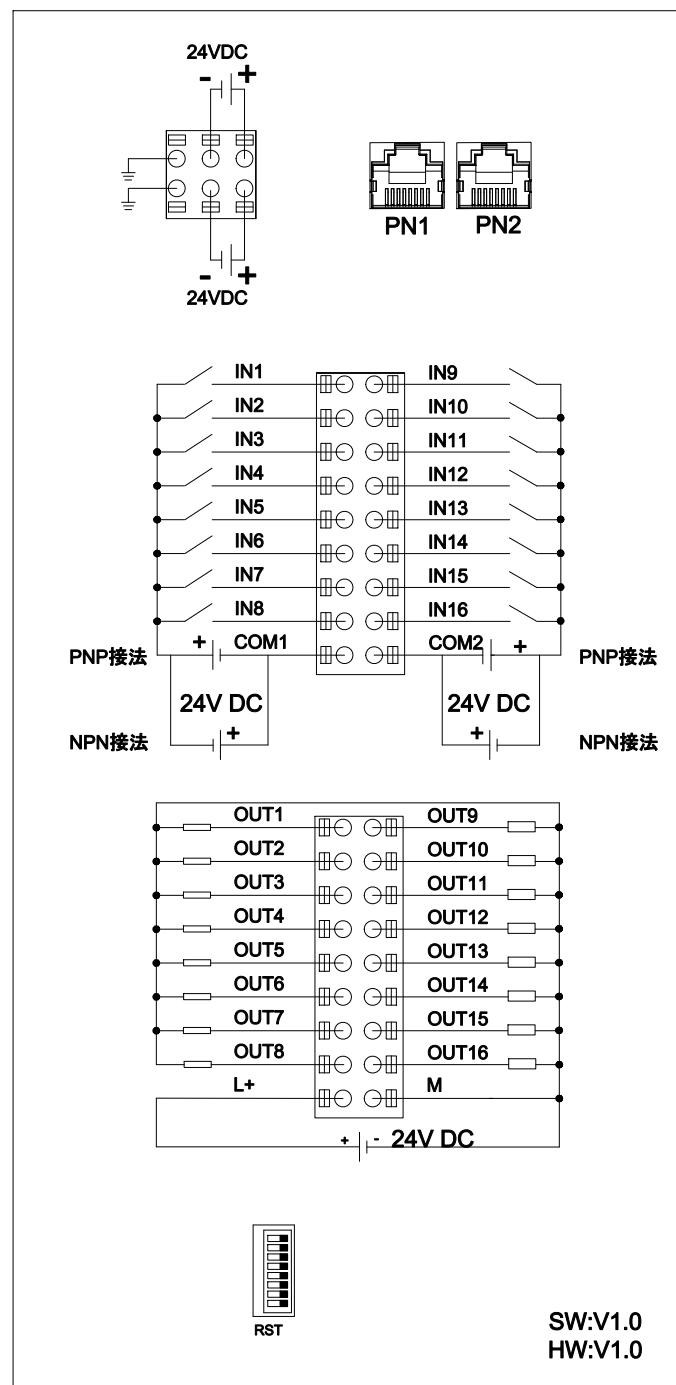 24VDC
- +
PN1 PN2
- +
24VDC
IN1 IN9
IN2 IN10
IN3 IN11
IN4 IN12
IN5 IN13
IN6 IN14
IN7 IN15
IN8 IN16
+ COM1 COM2 +
PNP接法 PNP接法
24V DC 24V DC
+ +
NPN接法 NPN接法
OUT1 OUT9
OUT2 OUT10
OUT3 OUT11
OUT4 OUT12
OUT5 OUT13
OUT6 OUT14
OUT7 OUT15
OUT8 OUT16
L+ M
+ - 24V DC
RST
SW:V1.0
HW:V1.0